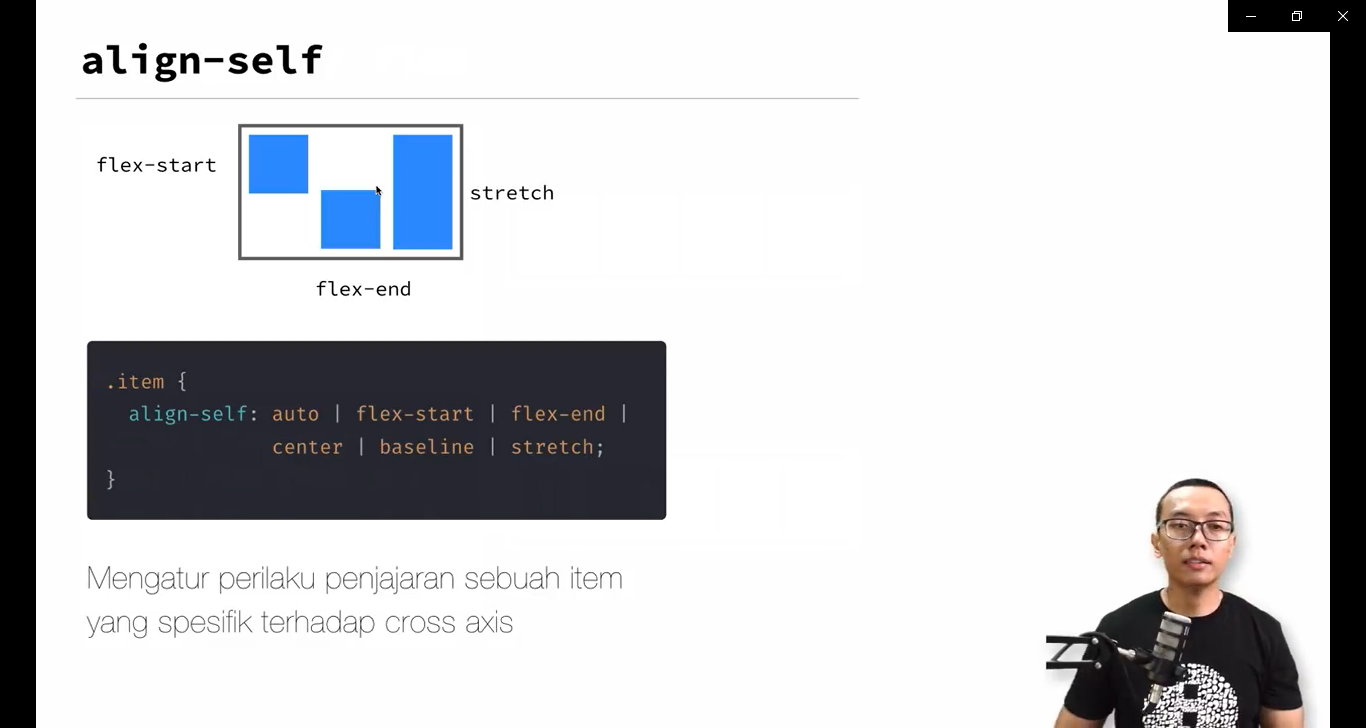 align-self
flex-start
stretch
flex-end
.item {
align-self: auto | flex-start | flex-end |
center | baseline | stretch;
}
Mengatur perilaku penjajaran sebuah item
yang spesifik terhadap cross axis